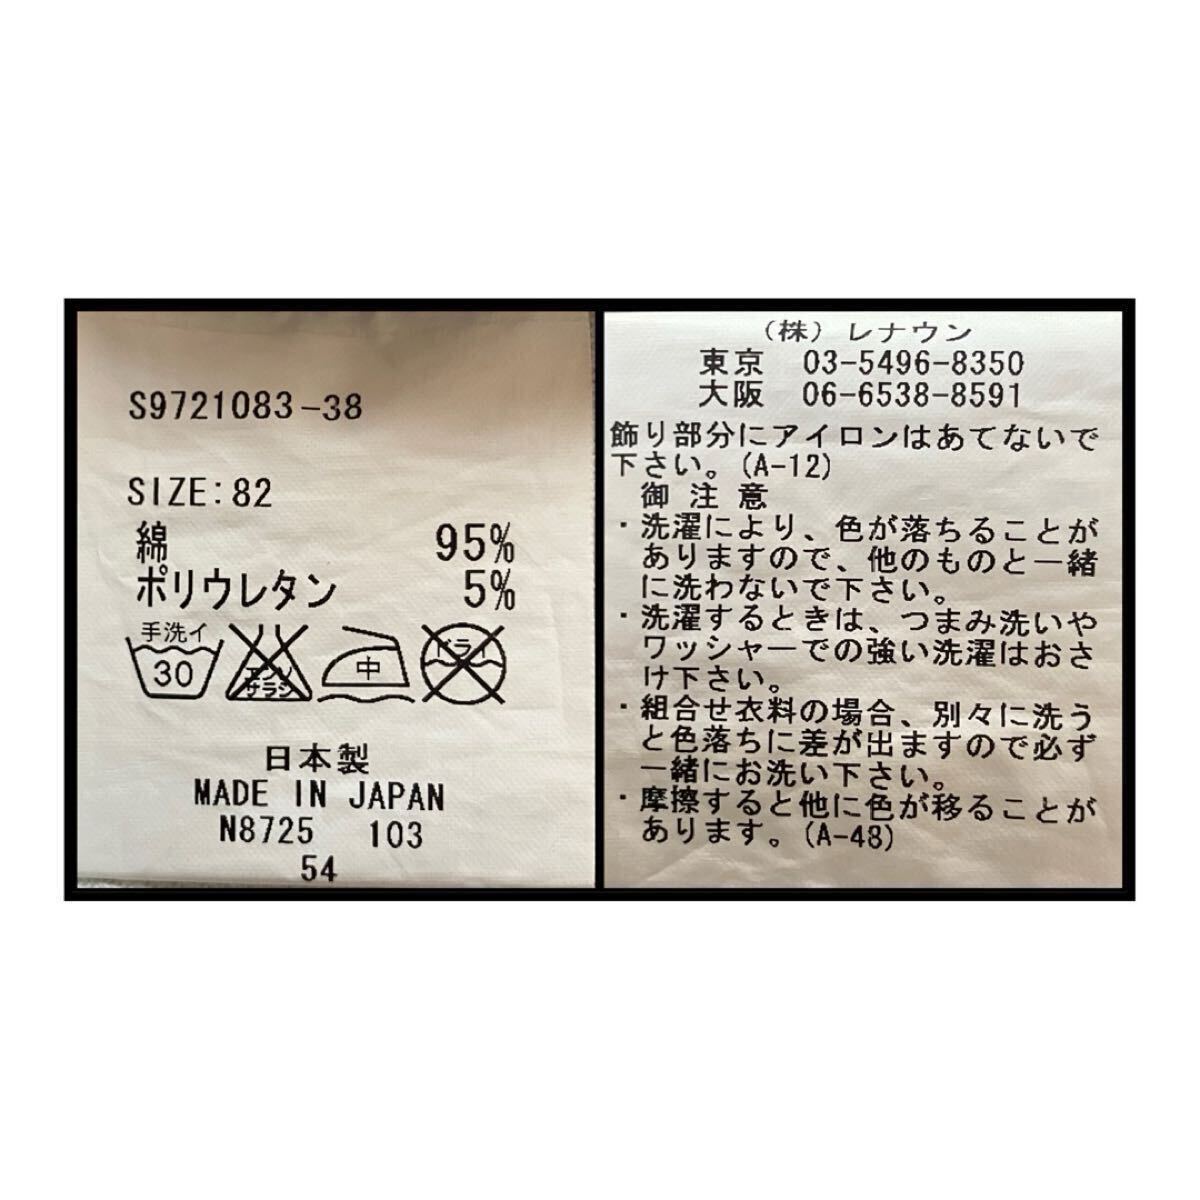 S9721083-38
SIZE:82
綿 95%
ポリウレタン 5%
手洗イ
30
エンソ
サラシ
中
ドライ
日本製
MADE IN JAPAN
N8725 103
54
(株) レナウン
東京 03-5496-8350
大阪 06-6538-8591
飾り部分にアイロンはあてないで
下さい。(A-12)
御 注 意
・洗濯により、色が落ちることが
ありますので、他のものと一緒
に洗わないで下さい。
・洗濯するときは、つまみ洗いや
ワッシャーでの強い洗濯はおさ
け下さい。
・組合せ衣料の場合、別々に洗う
と色落ちに差が出ますので必ず
一緒にお洗い下さい。
・摩擦すると他に色が移ることが
あります。(A-48)